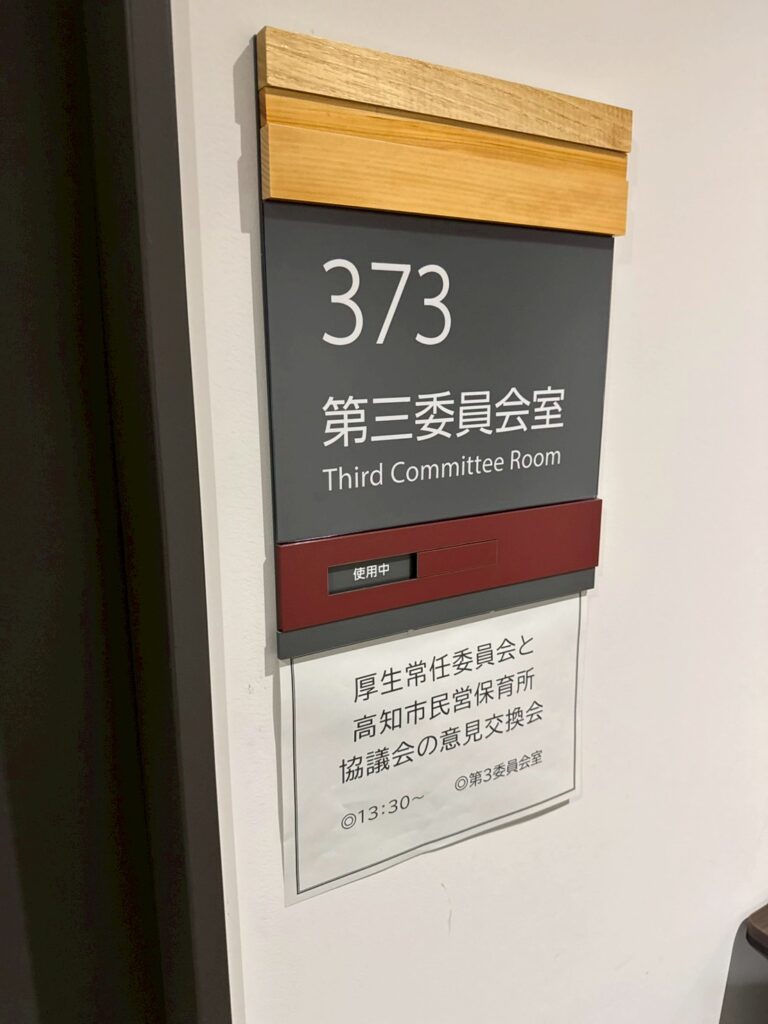 373
第三委員会室
Third Committee Room
使用中
厚生常任委員会と
高知市民営保育所
協議会の意見交換会
◎13:30～ ◎第3委員会室